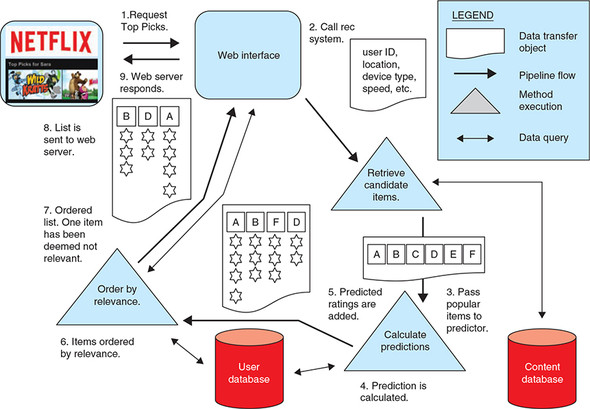 1.Request
Top Picks.
NETFLIX
Top Picks for Sara
WILD
KRATTS
9. Web server
responds.
Web interface
2. Call rec
system.
user ID,
location,
device type,
speed, etc.
LEGEND
Data transfer
object
Pipeline flow
Method
execution
Data query
8. List is
sent to web
server.
B D A
Retrieve
candidate
items.
7. Ordered
list. One item
has been
deemed not
relevant.
A B F D
A B C D E F
Order by
relevance.
5. Predicted
ratings are
added.
3. Pass
popular
items to
predictor.
Calculate
predictions
6. Items ordered
by relevance.
User
database
4. Prediction is
calculated.
Content
database